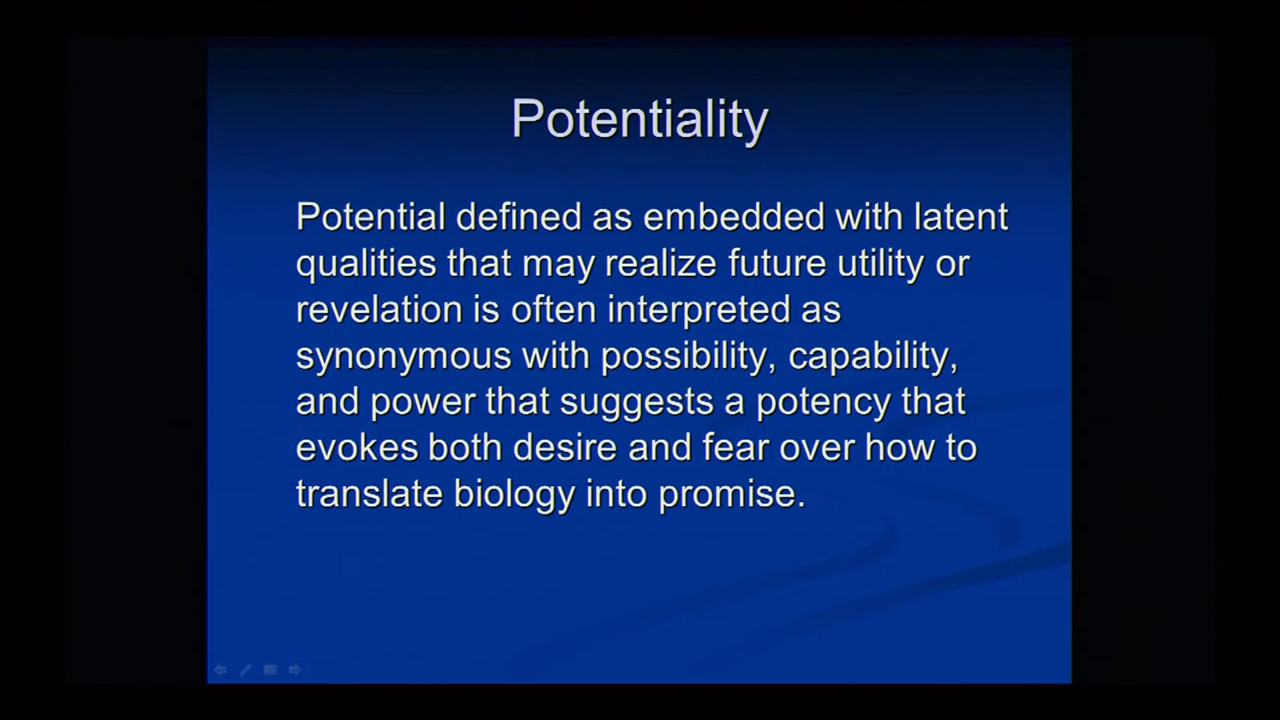 Potentiality
Potential defined as embedded with latent
qualities that may realize future utility or
revelation is often interpreted as
synonymous with possibility, capability,
and power that suggests a potency that
evokes both desire and fear over how to
translate biology into promise.